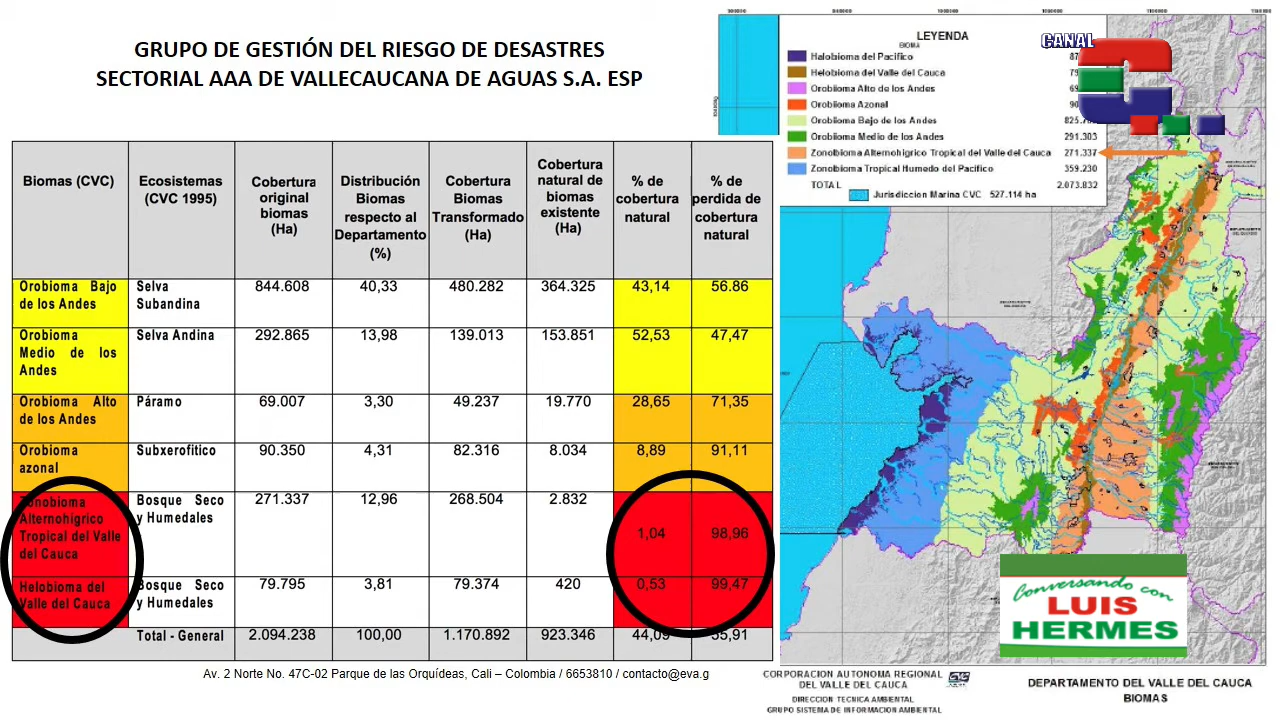 GRUPO DE GESTIÓN DEL RIESGO DE DESASTRES
SECTORIAL AAA DE VALLECAUCANA DE AGUAS S.A. ESP
Biomas (CVC)
Ecosistemas
(CVC 1995)
Cobertura
original
biomas
(Ha)
Distribución
Biomas
respecto al
Departamento
(%)
Cobertura
Biomas
Transformado
(Ha)
Cobertura
natural de
biomas
existente
(Ha)
% de
cobertura
natural
% de
perdida de
cobertura
natural
Orobioma Bajo
de los Andes
Selva
Subandina
844.608
40,33
480.282
364.325
43,14
56.86
Orobioma
Medio de los
Andes
Selva Andina
292.865
13,98
139.013
153.851
52,53
47,47
Orobioma Alto
de los Andes
Páramo
69.007
3,30
49.237
19.770
28,65
71,35
Orobioma
azonal
Subxerofítico
90.350
4,31
82.316
8.034
8,89
91,11
Zonobioma
Alternohígrico
Tropical del Valle
del Cauca
Bosque Seco
y Humedales
271.337
12,96
268.504
2.832
1,04
98,96
Helobioma del
Valle del Cauca
Bosque Seco
y Humedales
79.795
3,81
79.374
420
0,53
99,47
Total - General
2.094.238
100,00
1.170.892
923.346
44,09
55,91
Av. 2 Norte No. 47C-02 Parque de las Orquídeas, Cali – Colombia / 6653810 / contacto@eva.g
LEYENDA
BIOMA
Halobioma del Pacifico
Helobioma del Valle del Cauca
Orobioma Alto de los Andes
Orobioma Azonal
Orobioma Bajo de los Andes
Orobioma Medio de los Andes 291.303
Zonobioma Alternohigrico Tropical del Valle del Cauca 271.337
Zonobioma Tropical Humedo del Pacifico 359.230
TOTAL 2.073.832
Jurisdiccion Marina CVC 527.114 ha
CANAL
2
Conversando con
LUIS
HERMES
CORPORACION AUTONOMA REGIONAL
DEL VALLE DEL CAUCA
CVC
DIRECCION TECNICA AMBIENTAL
GRUPO SISTEMA DE INFORMACION AMBIENTAL
DEPARTAMENTO DEL VALLE DEL CAUCA
BIOMAS